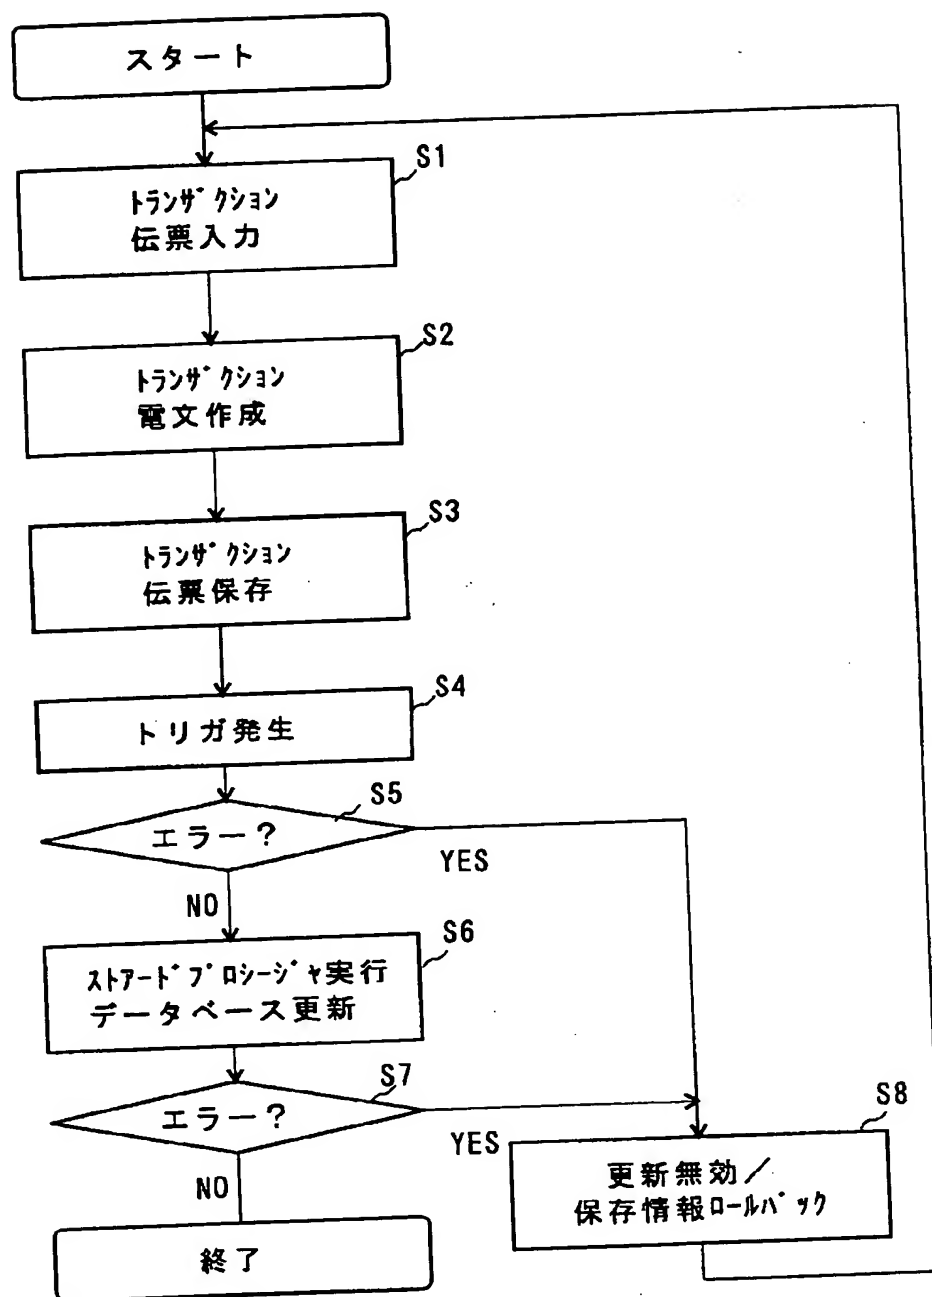 スタート
S1
トランザクション
伝票入力
S2
トランザクション
電文作成
S3
トランザクション
伝票保存
S4
トリガ発生
S5
エラー？
YES
NO
S6
ストアードプロシージャ実行
データベース更新
S7
エラー？
YES
NO
S8
更新無効／
保存情報ロールバック
終了